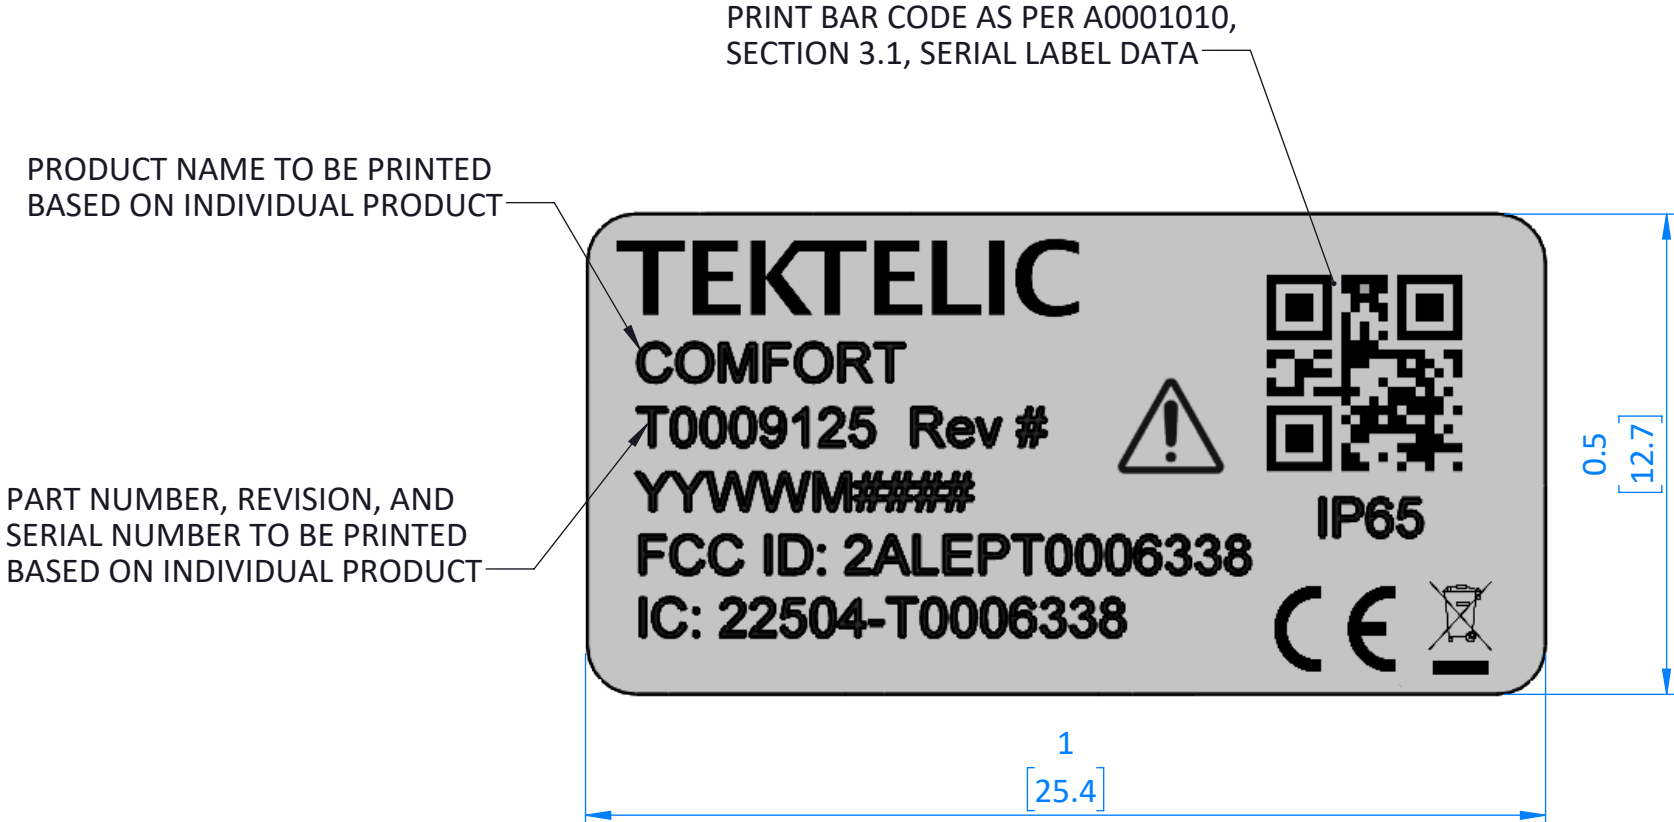 PRINT BAR CODE AS PER A0001010,
SECTION 3.1, SERIAL LABEL DATA
PRODUCT NAME TO BE PRINTED
BASED ON INDIVIDUAL PRODUCT
TEKTELIC
COMFORT
T0009125 Rev #
YYWWM####
FCC ID: 2ALEPT0006338
IC: 22504-T0006338
IP65
CE
PART NUMBER, REVISION, AND
SERIAL NUMBER TO BE PRINTED
BASED ON INDIVIDUAL PRODUCT
0.5
[12.7]
1
[25.4]